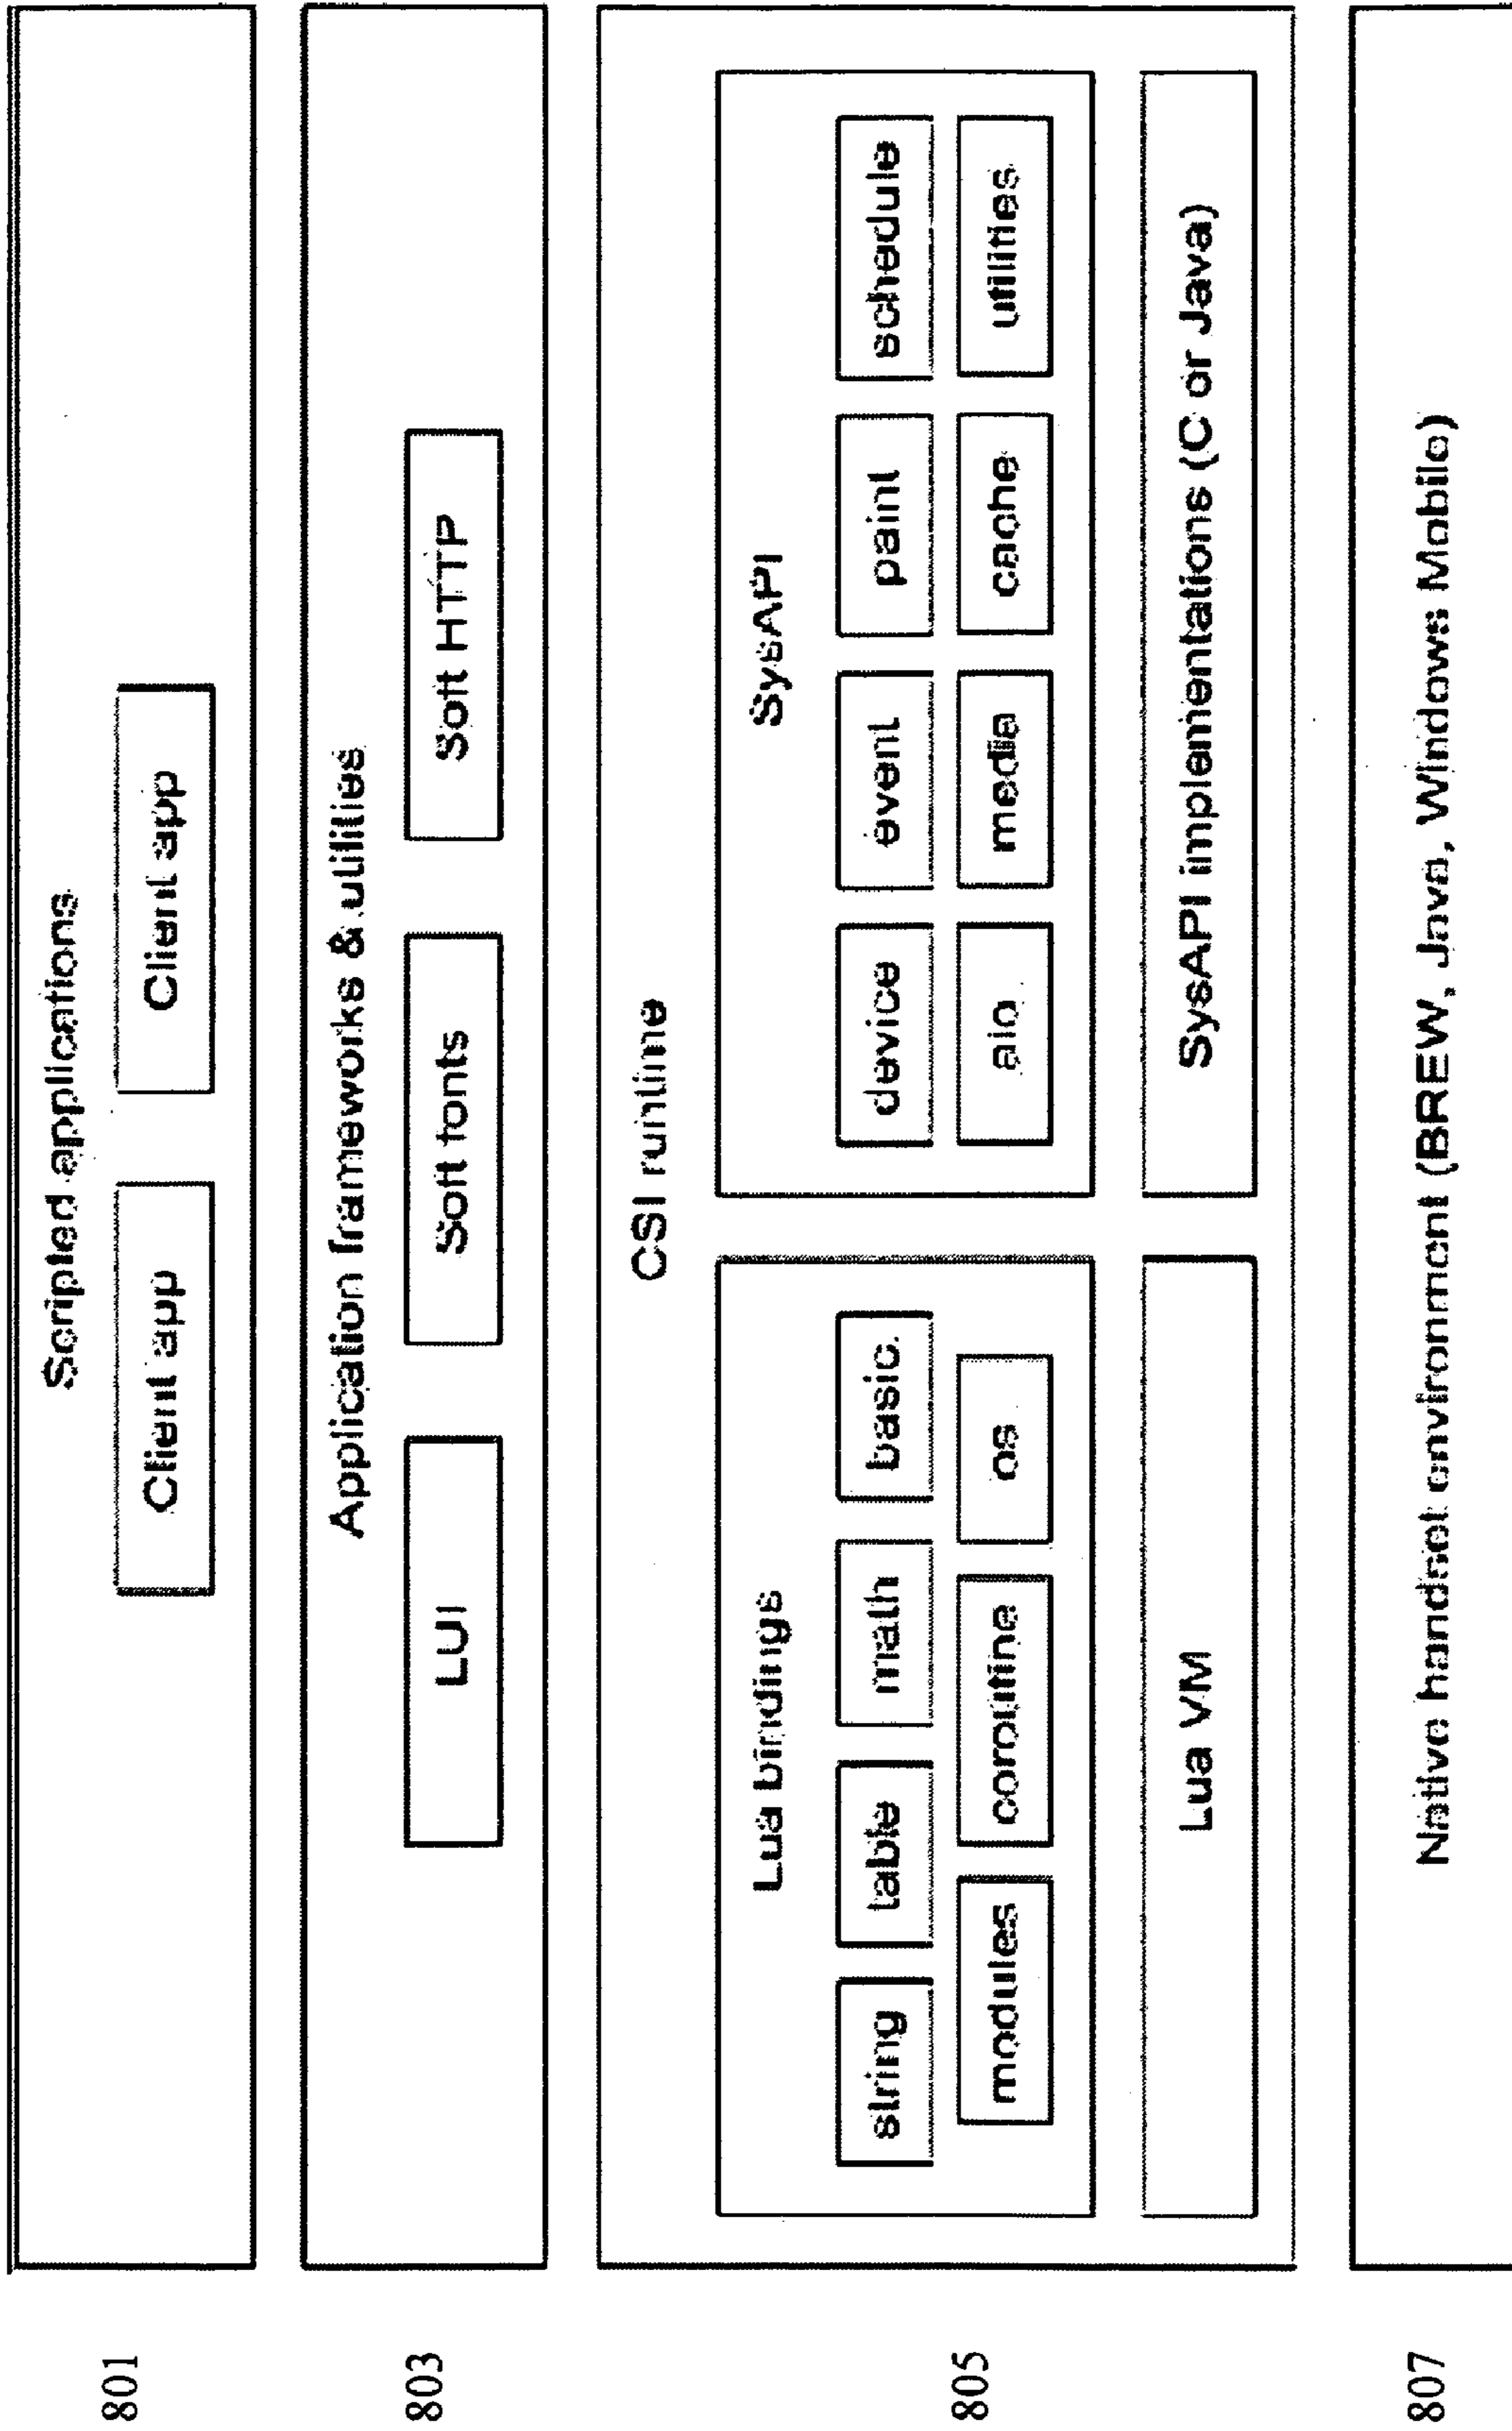 801
Scripted applications
Client app
Client app
803
Application frameworks & utilities
LUI
Soft fonts
Soft HTTP
805
CSI runtime
Lua bindings
string
table
math
basic
modules
coroutine
os
Lua VM
SysAPI
device
event
paint
schedule
aio
media
cache
utilities
SysAPI implementations (C or Java)
807
Native handset environment (BREW, Java, Windows Mobile)